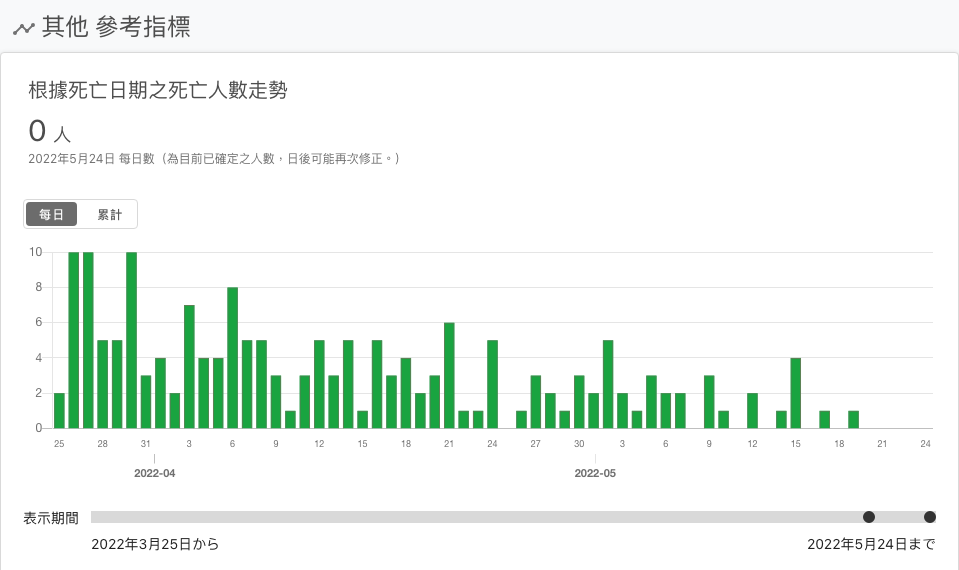 其他 參考指標
根據死亡日期之死亡人數走勢
0 人
2022年5月24日 每日數（為目前已確定之人數，日後可能再次修正。）
每日 累計
10
8
6
4
2
0
25 28 31 3 6 9 12 15 18 21 24 27 30 3 6 9 12 15 18 21 24
2022-04 2022-05
表示期間
2022年3月25日から 2022年5月24日まで